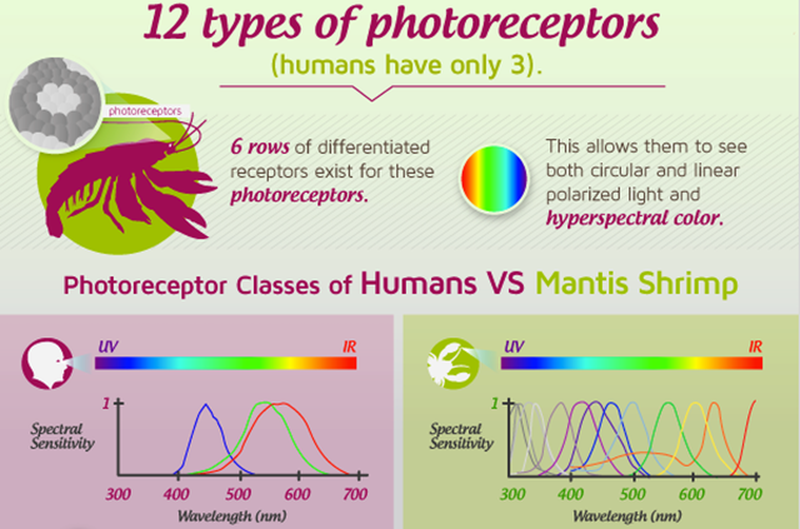 12 types of photoreceptors
(humans have only 3).
photoreceptors
6 rows of differentiated
receptors exist for these
photoreceptors.
This allows them to see
both circular and linear
polarized light and
hyperspectral color.
Photoreceptor Classes of Humans VS Mantis Shrimp
UV IR
1
Spectral
Sensitivity
300 400 500 600 700
Wavelength (nm)
UV IR
1
Spectral
Sensitivity
300 400 500 600 700
Wavelength (nm)